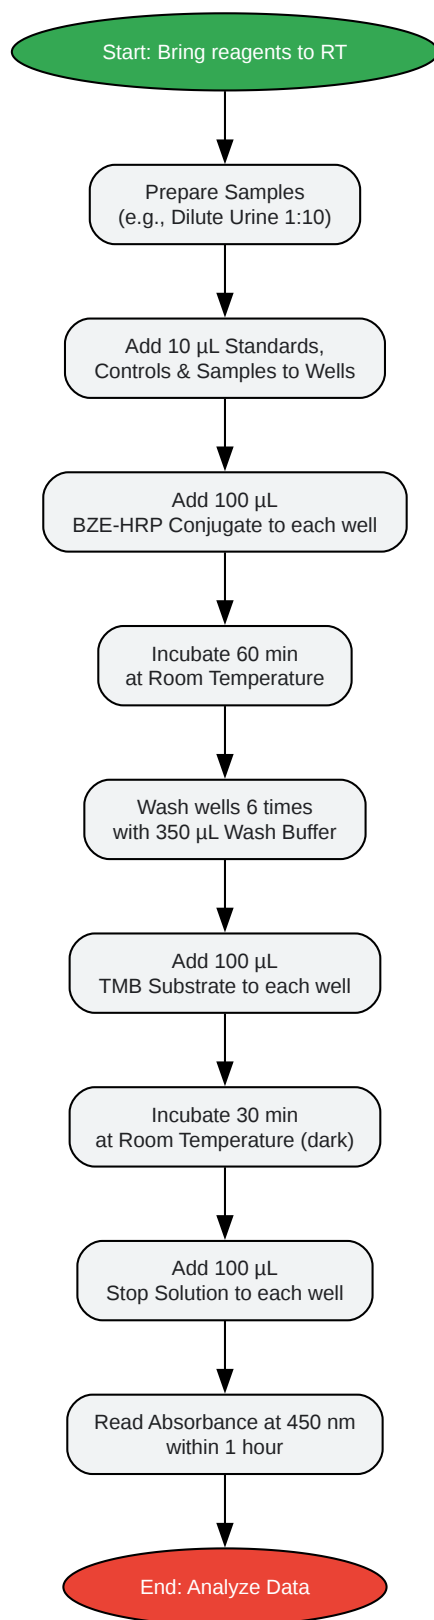 Start: Bring reagents to RT
Prepare Samples
(e.g., Dilute Urine 1:10)
Add 10 µL Standards,
Controls & Samples to Wells
Add 100 µL
BZE-HRP Conjugate to each well
Incubate 60 min
at Room Temperature
Wash wells 6 times
with 350 µL Wash Buffer
Add 100 µL
TMB Substrate to each well
Incubate 30 min
at Room Temperature (dark)
Add 100 µL
Stop Solution to each well
Read Absorbance at 450 nm
within 1 hour
End: Analyze Data